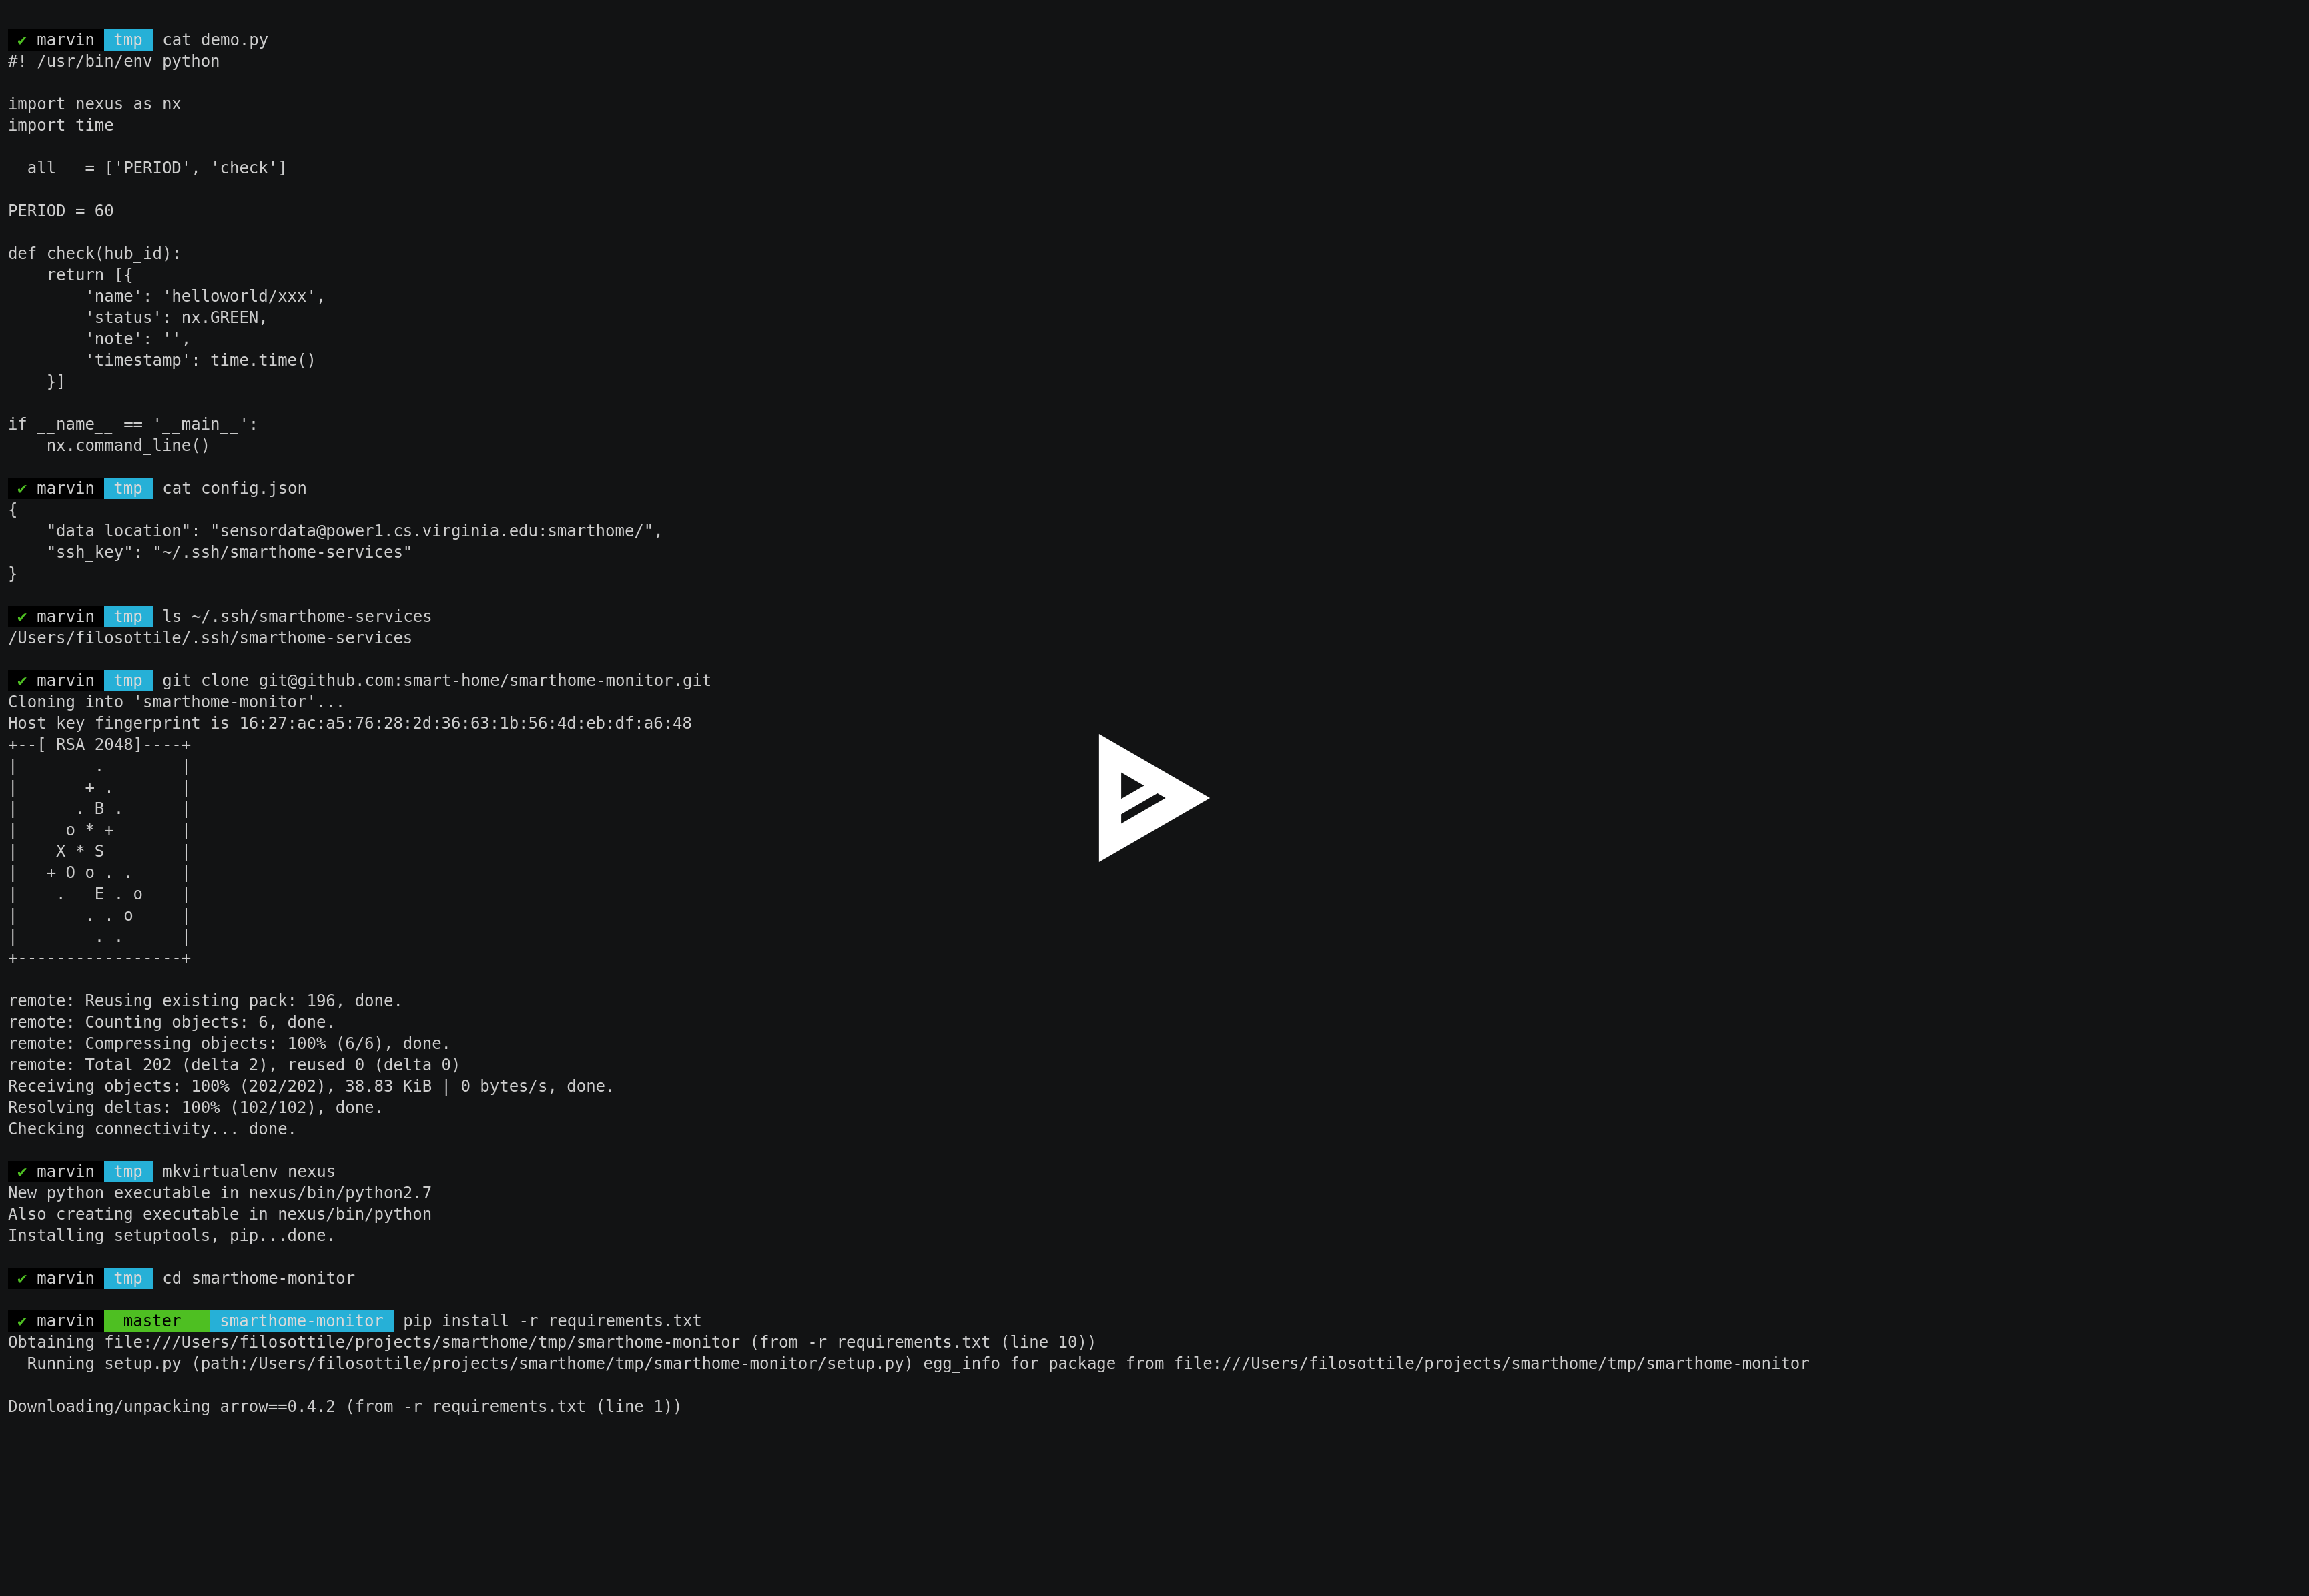 ✔ marvin tmp cat demo.py
#! /usr/bin/env python

import nexus as nx
import time

__all__ = ['PERIOD', 'check']

PERIOD = 60

def check(hub_id):
    return [{
        'name': 'helloworld/xxx',
        'status': nx.GREEN,
        'note': '',
        'timestamp': time.time()
    }]

if __name__ == '__main__':
    nx.command_line()

✔ marvin tmp cat config.json
{
    "data_location": "sensordata@power1.cs.virginia.edu:smarthome/",
    "ssh_key": "~/.ssh/smarthome-services"
}

✔ marvin tmp ls ~/.ssh/smarthome-services
/Users/filosottile/.ssh/smarthome-services

✔ marvin tmp git clone git@github.com:smart-home/smarthome-monitor.git
Cloning into 'smarthome-monitor'...
Host key fingerprint is 16:27:ac:a5:76:28:2d:36:63:1b:56:4d:eb:df:a6:48
+--[ RSA 2048]----+
|        .        |
|       + .       |
|      . B .      |
|     o * +       |
|    X * S        |
|   + O o . .     |
|    .   E . o    |
|       . . o     |
|        . .      |
+-----------------+

remote: Reusing existing pack: 196, done.
remote: Counting objects: 6, done.
remote: Compressing objects: 100% (6/6), done.
remote: Total 202 (delta 2), reused 0 (delta 0)
Receiving objects: 100% (202/202), 38.83 KiB | 0 bytes/s, done.
Resolving deltas: 100% (102/102), done.
Checking connectivity... done.

✔ marvin tmp mkvirtualenv nexus
New python executable in nexus/bin/python2.7
Also creating executable in nexus/bin/python
Installing setuptools, pip...done.

✔ marvin tmp cd smarthome-monitor

✔ marvin master smarthome-monitor pip install -r requirements.txt
Obtaining file:///Users/filosottile/projects/smarthome/tmp/smarthome-monitor (from -r requirements.txt (line 10))
  Running setup.py (path:/Users/filosottile/projects/smarthome/tmp/smarthome-monitor/setup.py) egg_info for package from file:///Users/filosottile/projects/smarthome/tmp/smarthome-monitor

Downloading/unpacking arrow==0.4.2 (from -r requirements.txt (line 1))